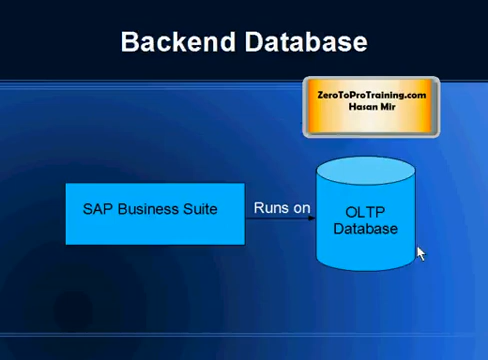 Backend Database
ZeroToProTraining.com
Hasan Mir
SAP Business Suite
Runs on
OLTP
Database